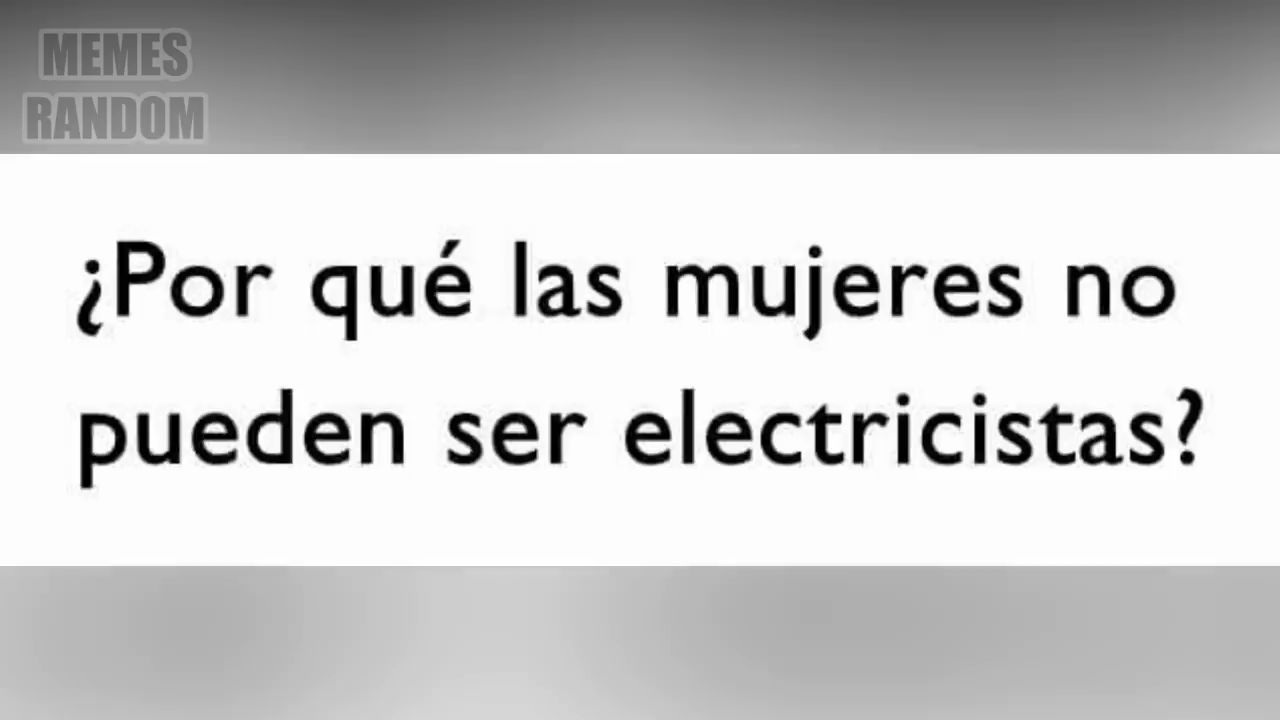 MEMES
RANDOM
¿Por qué las mujeres no
pueden ser electricistas?